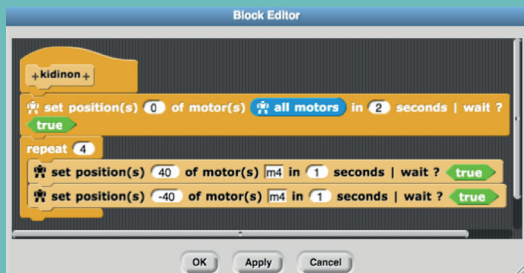 Block Editor
+kidinon+
set position(s) 0 of motor(s) all motors in 2 seconds | wait ?
true
repeat 4
set position(s) 40 of motor(s) m4 in 1 seconds | wait ? true
set position(s) -40 of motor(s) m4 in 1 seconds | wait ? true
OK Apply Cancel